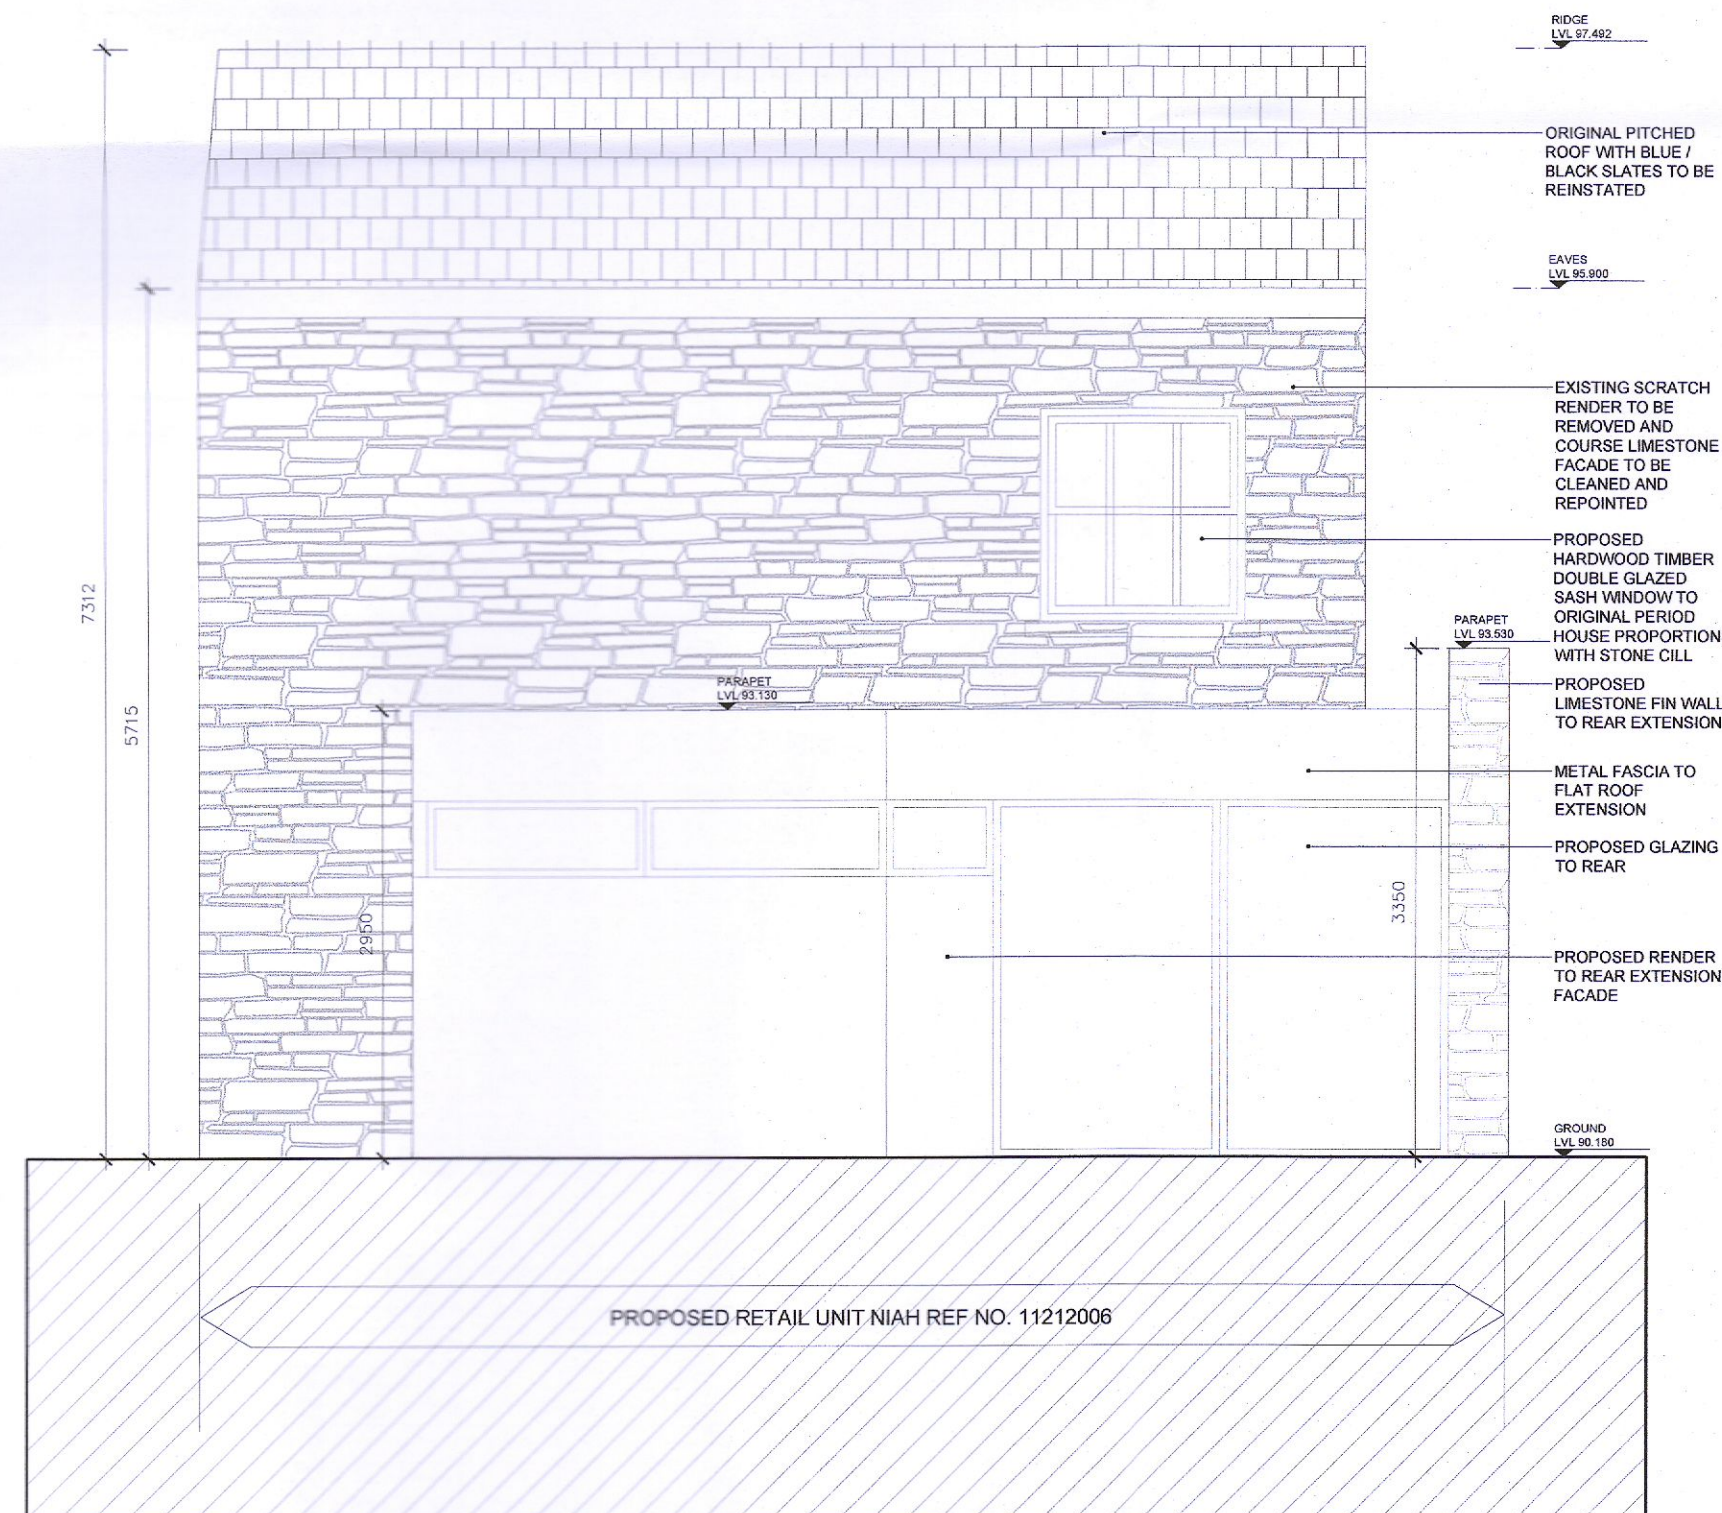 RIDGE
LVL 97.492
ORIGINAL PITCHED
ROOF WITH BLUE /
BLACK SLATES TO BE
REINSTATED
EAVES
LVL 95.900
EXISTING SCRATCH
RENDER TO BE
REMOVED AND
COURSE LIMESTONE
FACADE TO BE
CLEANED AND
REPOINTED
PROPOSED
HARDWOOD TIMBER
DOUBLE GLAZED
SASH WINDOW TO
ORIGINAL PERIOD
HOUSE PROPORTION
WITH STONE CILL
PARAPET
LVL 93.530
PROPOSED
LIMESTONE FIN WALL
TO REAR EXTENSION
PARAPET
LVL 93.130
METAL FASCIA TO
FLAT ROOF
EXTENSION
PROPOSED GLAZING
TO REAR
PROPOSED RENDER
TO REAR EXTENSION
FACADE
GROUND
LVL 90.180
7312
5715
2950
3350
PROPOSED RETAIL UNIT NIAH REF NO. 11212006